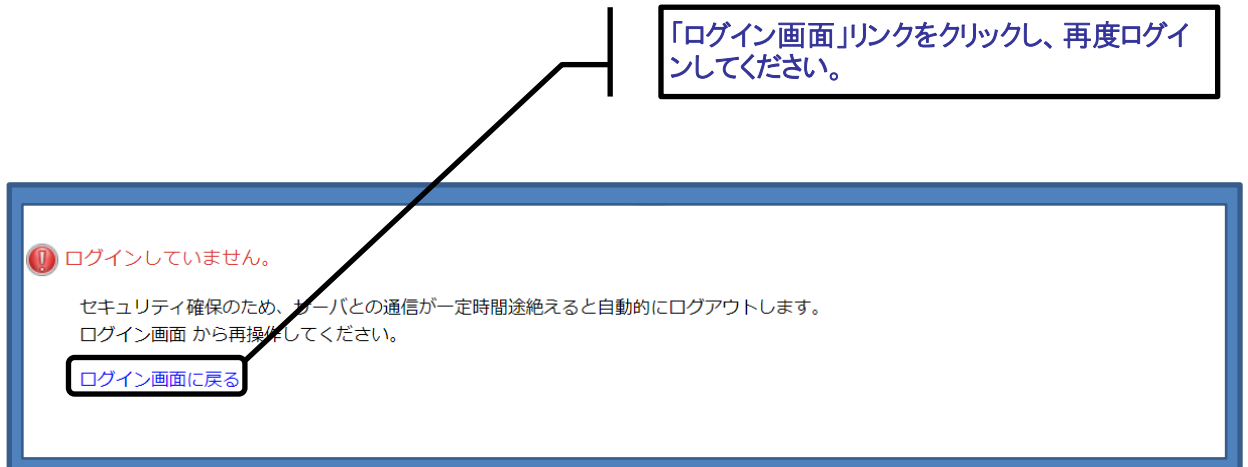 「ログイン画面」リンクをクリックし、再度ログイ
ンしてください。
ログインしていません。
セキュリティ確保のため、サーバとの通信が一定時間途絶えると自動的にログアウトします。
ログイン画面 から再操作してください。
ログイン画面に戻る